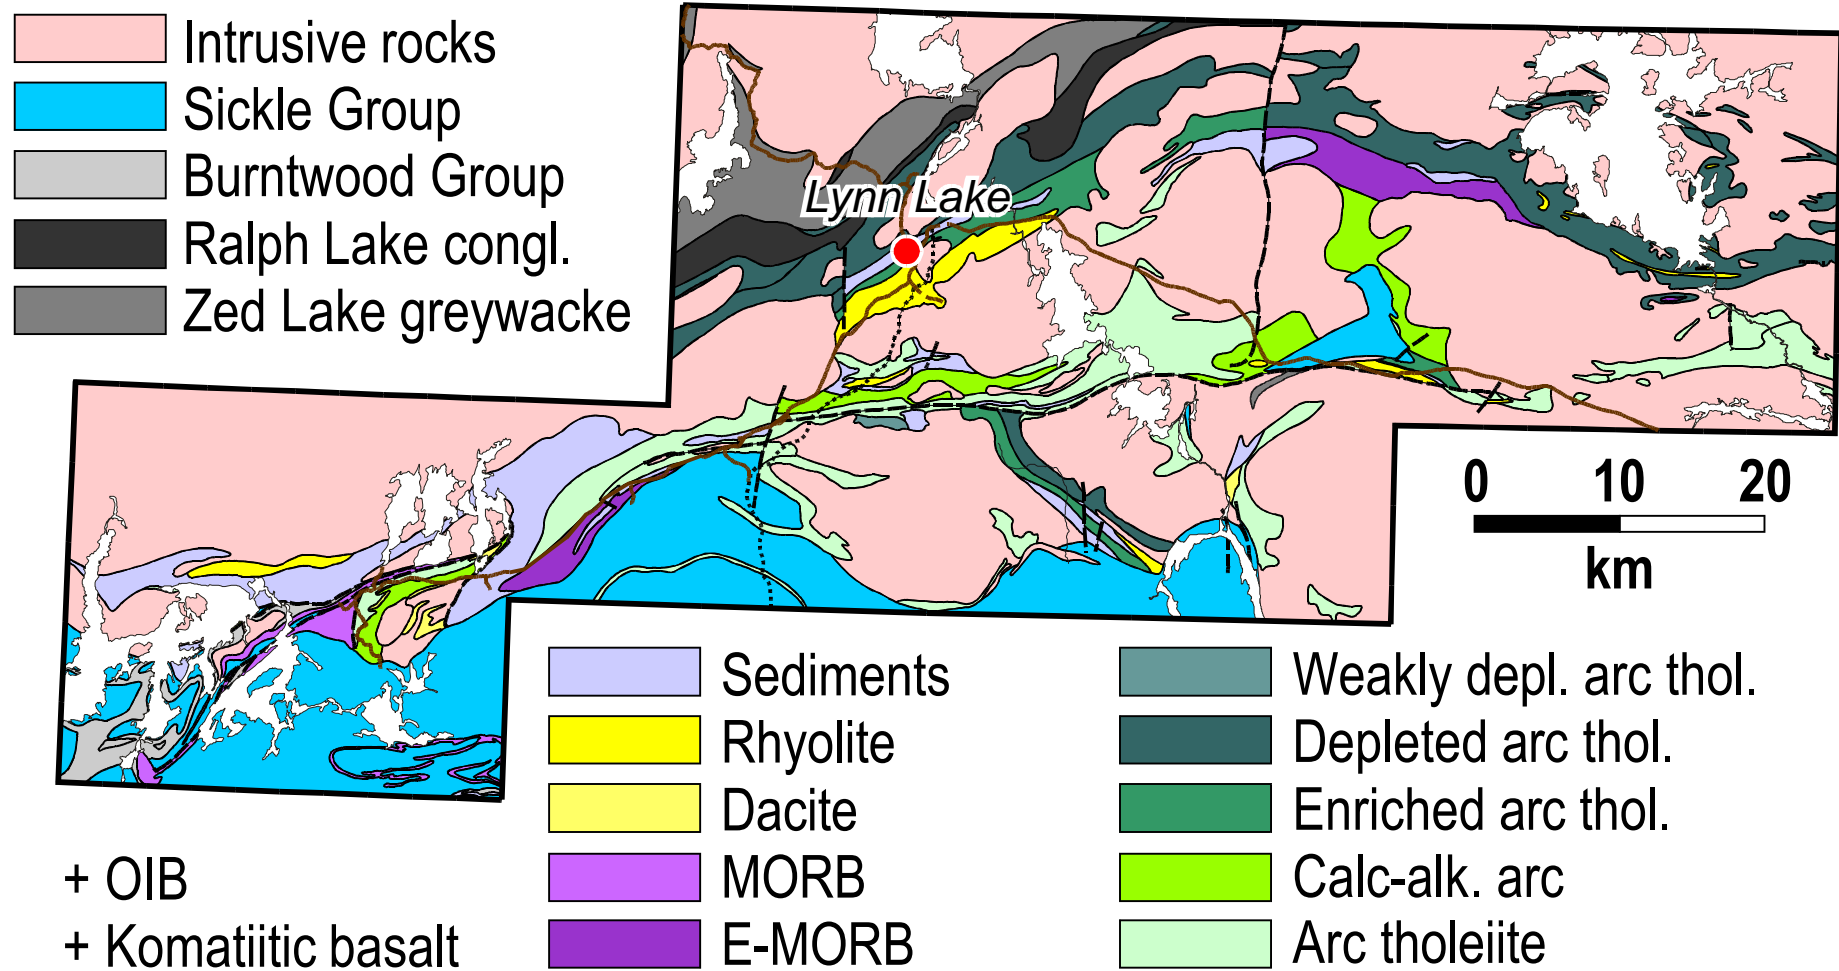 Intrusive rocks
Sickle Group
Burntwood Group
Ralph Lake congl.
Zed Lake greywacke
Lynn Lake
0 10 20
km
Sediments
Rhyolite
Dacite
MORB
E-MORB
Weakly depl. arc thol.
Depleted arc thol.
Enriched arc thol.
Calc-alk. arc
Arc tholeiite
+ OIB
+ Komatiitic basalt